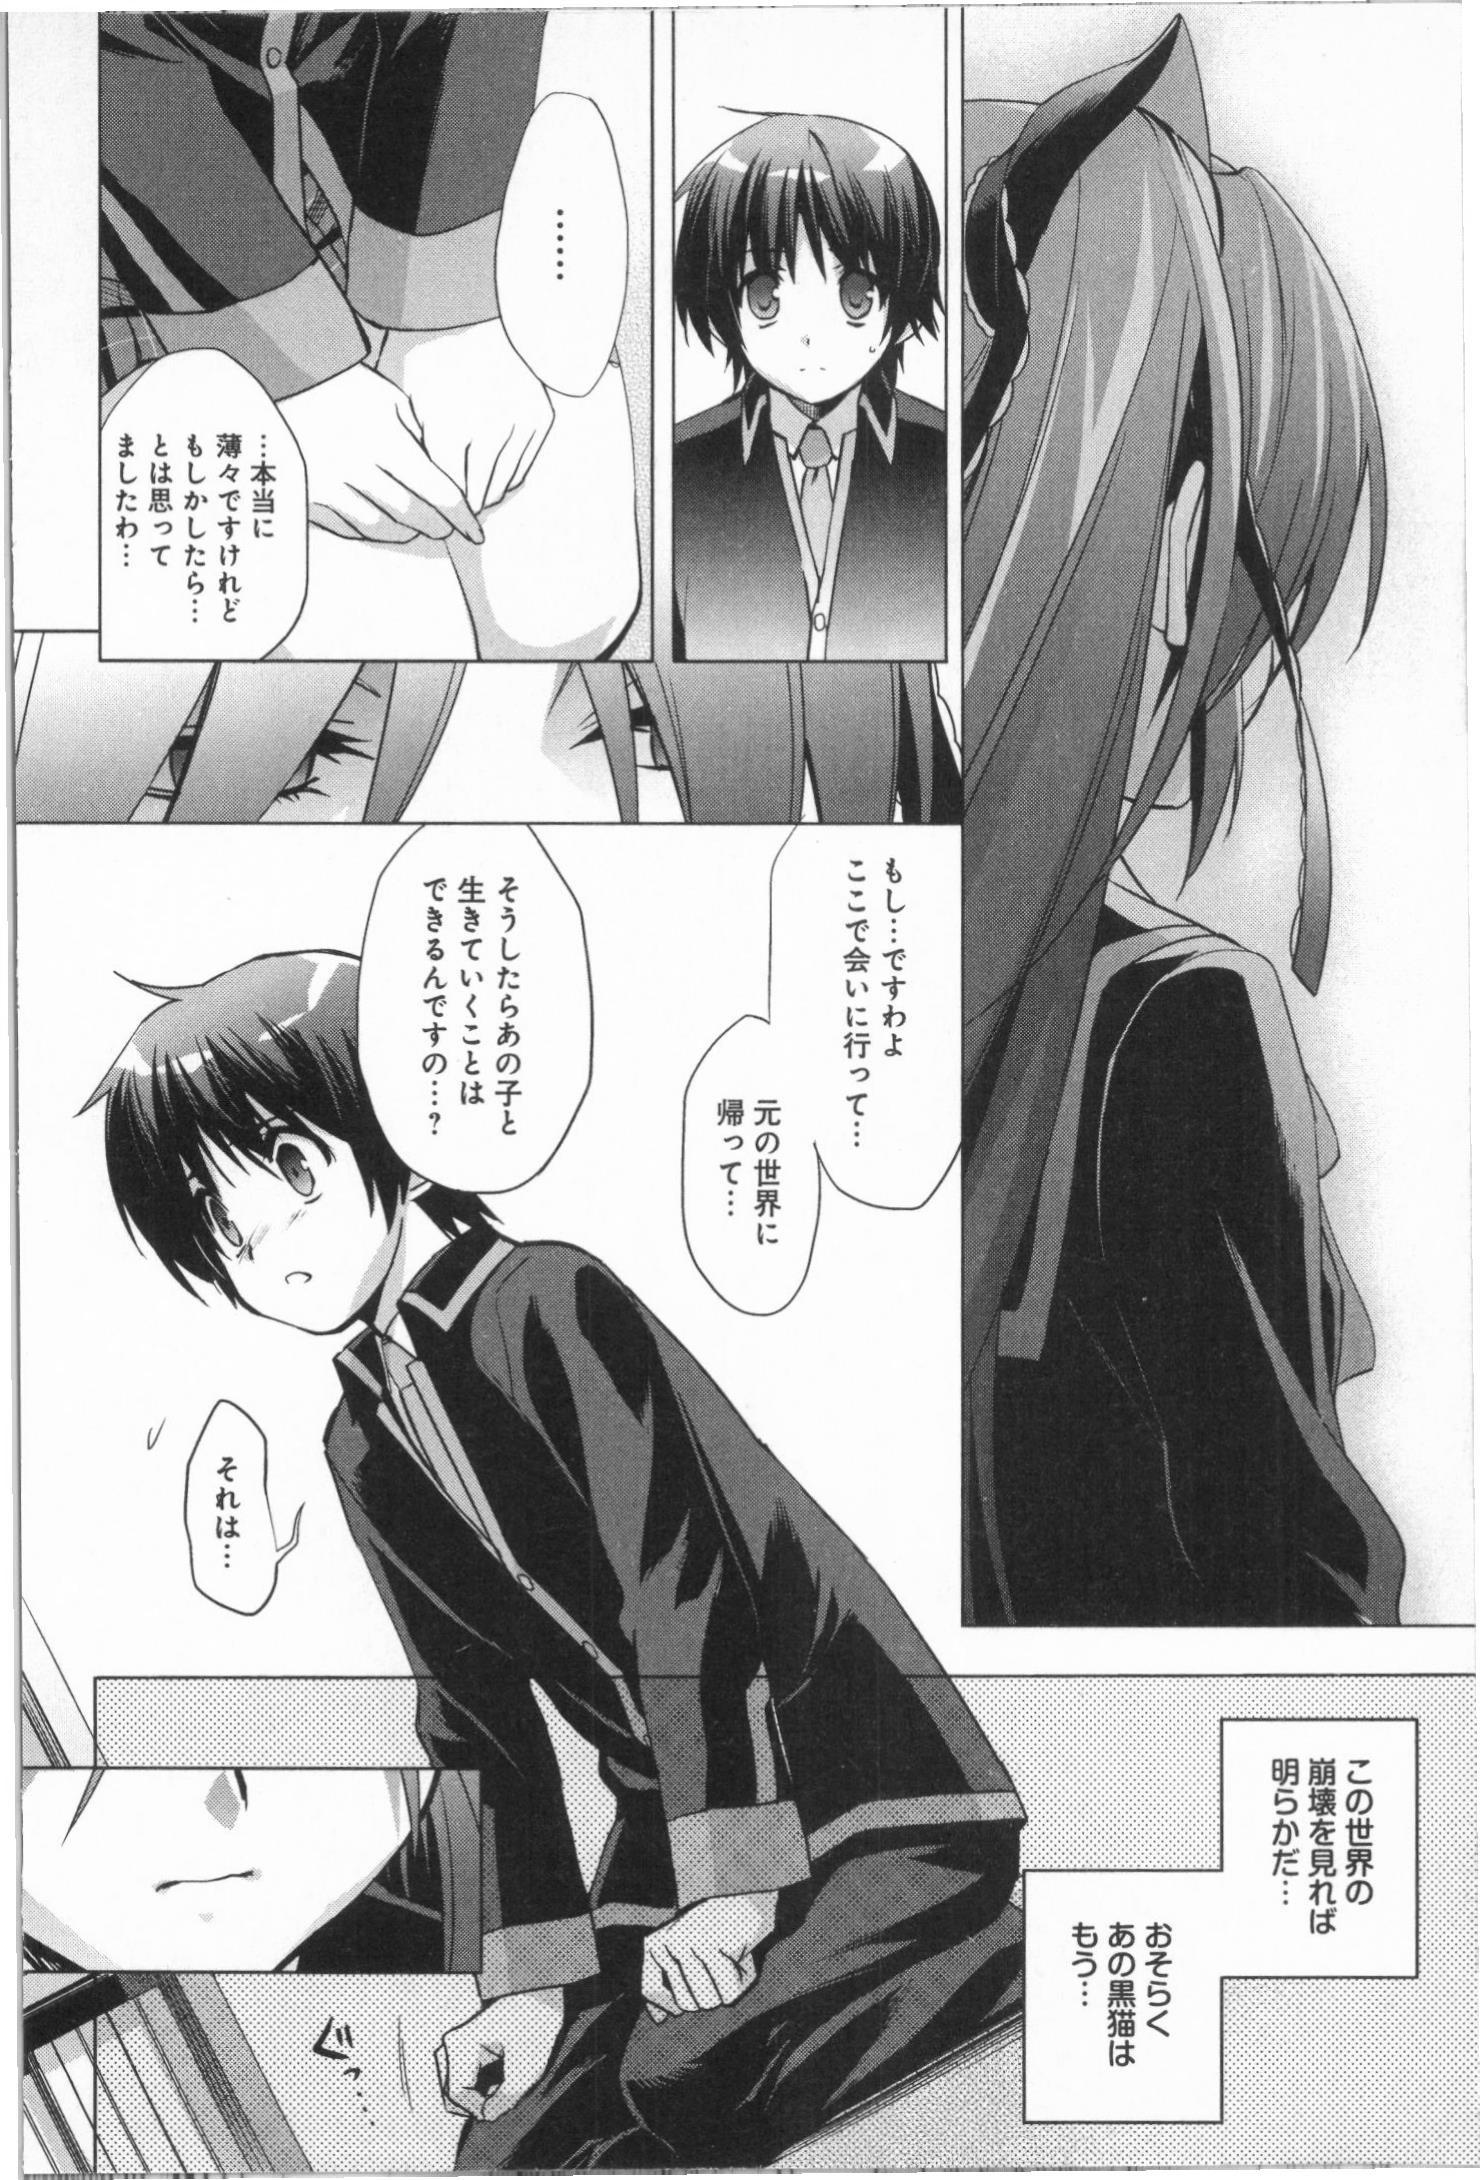 ……
…本当に
薄々ですけれど
もしかしたら…
とは思って
ましたわ…
もし…ですわよ
ここで会いに行って…
元の世界に
帰って…
そうしたらあの子と
生きていくことは
できるんですの…?
それは…
この世界の
崩壊を見れば
明らかだ…
おそらく
あの黒猫は
もう…
ぐっ…